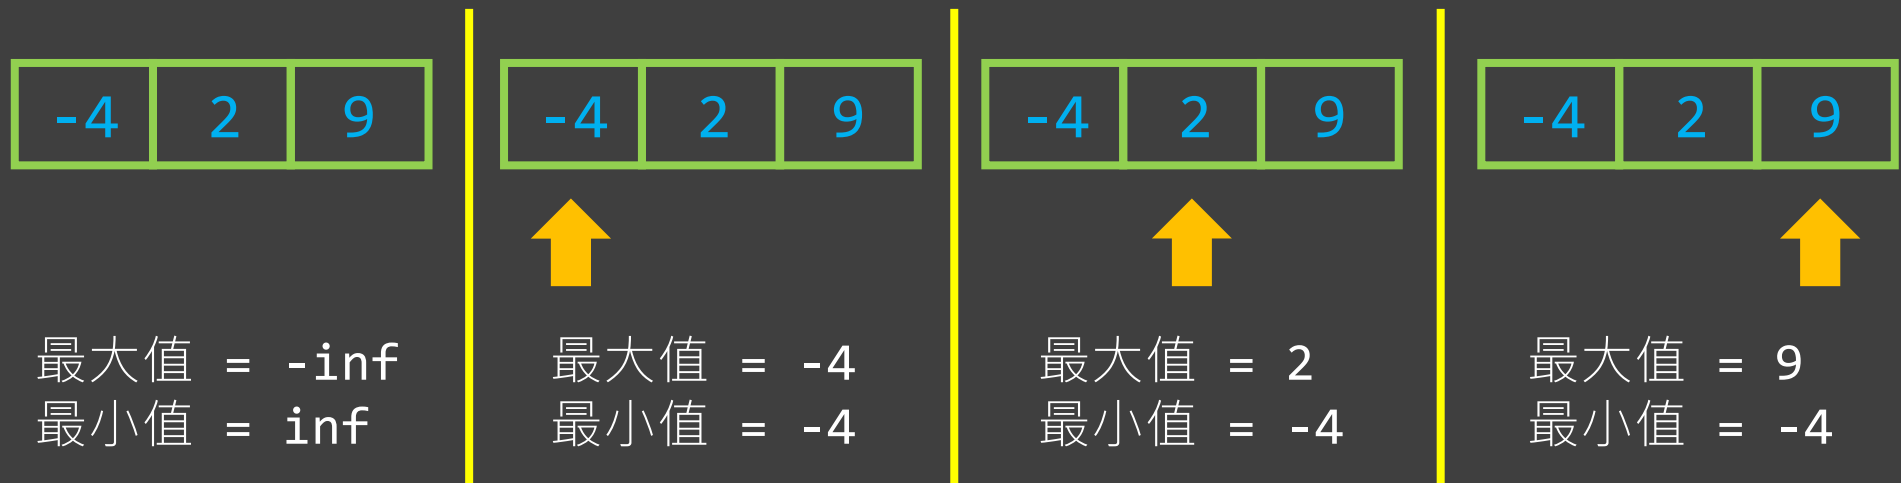 -4 2 9
最大值 = -inf
最小值 = inf
-4 2 9
最大值 = -4
最小值 = -4
-4 2 9
最大值 = 2
最小值 = -4
-4 2 9
最大值 = 9
最小值 = -4